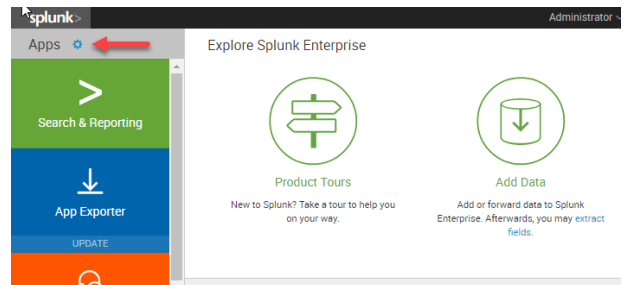 splunk>
Administrator
Apps
Explore Splunk Enterprise
Search & Reporting
App Exporter
UPDATE
Product Tours
New to Splunk? Take a tour to help you
on your way.
Add Data
Add or forward data to Splunk
Enterprise. Afterwards, you may extract
fields.